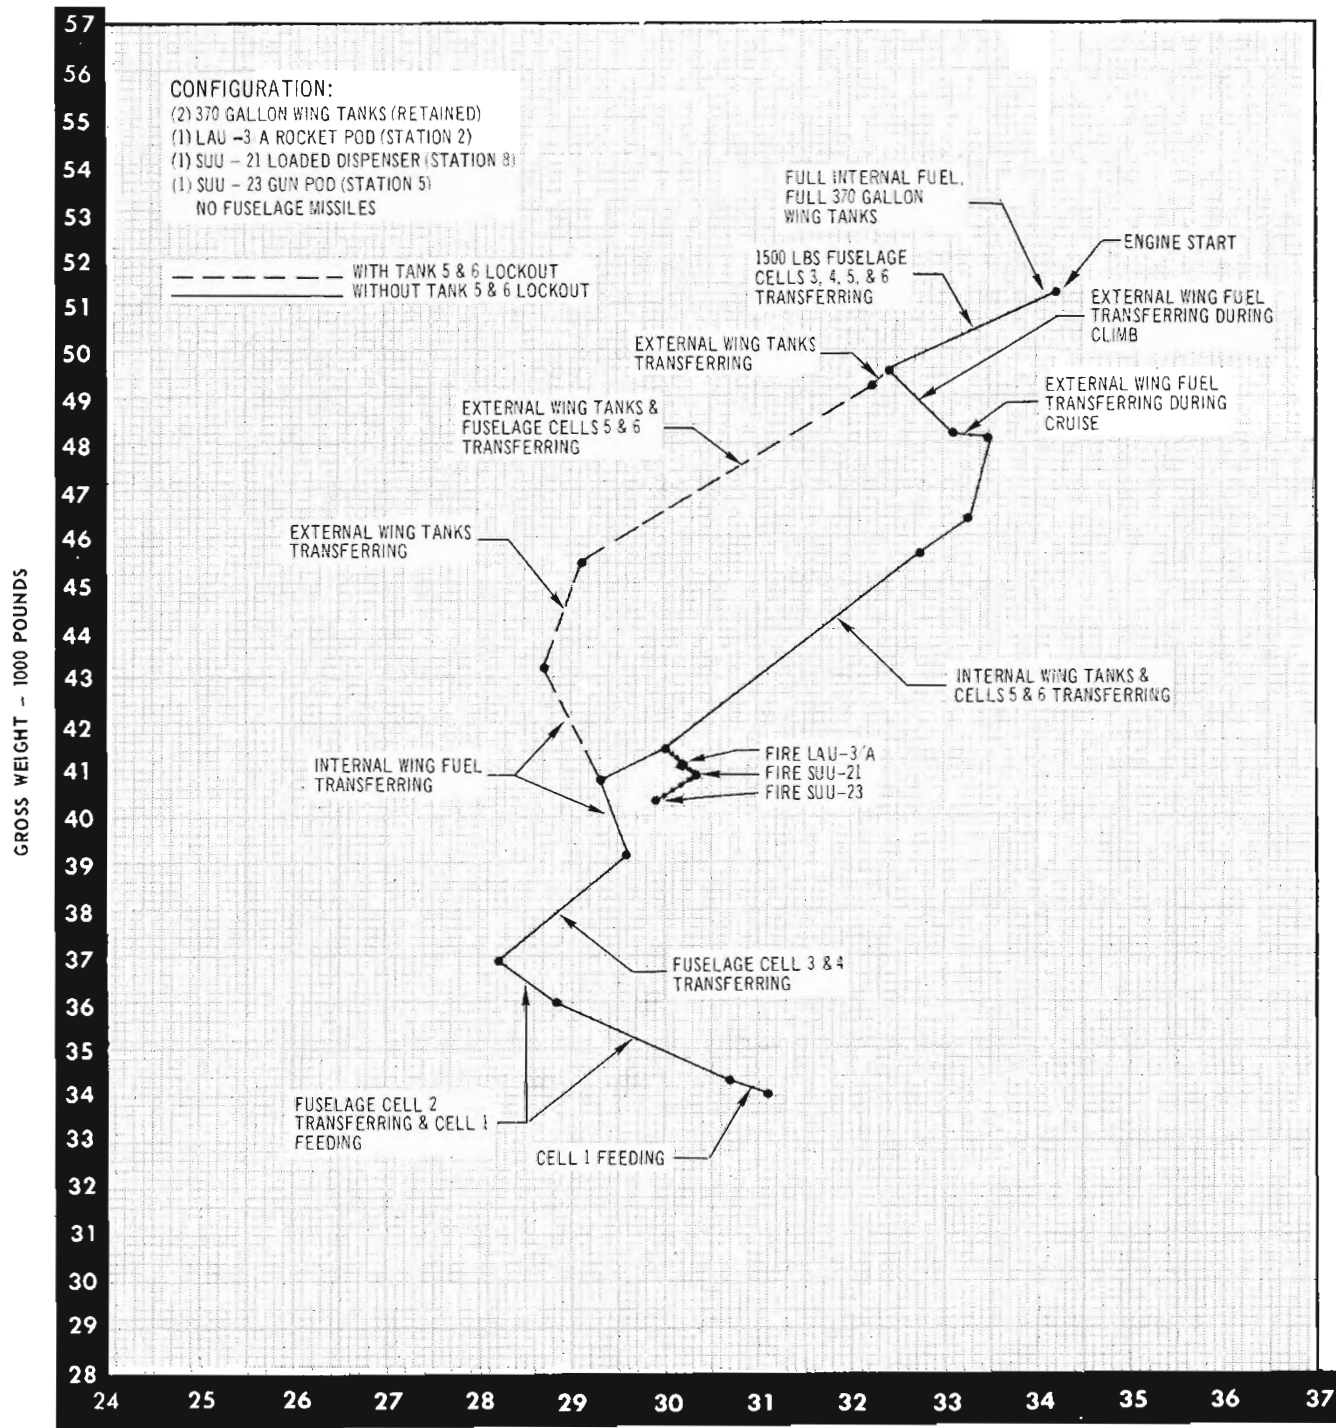 57
56
55
54
53
52
51
50
49
48
47
46
45
44
43
42
41
40
39
38
37
36
35
34
33
32
31
30
29
28
GROSS WEIGHT - 1000 POUNDS
CONFIGURATION:
(2) 370 GALLON WING TANKS (RETAINED)
(1) LAU -3 A ROCKET POD (STATION 2)
(1) SUU - 21 LOADED DISPENSER (STATION 8)
(1) SUU - 23 GUN POD (STATION 5)
NO FUSELAGE MISSILES
WITH TANK 5 & 6 LOCKOUT
WITHOUT TANK 5 & 6 LOCKOUT
FULL INTERNAL FUEL,
FULL 370 GALLON
WING TANKS
ENGINE START
1500 LBS FUSELAGE
CELLS 3, 4, 5, & 6
TRANSFERRING
EXTERNAL WING FUEL
TRANSFERRING DURING
CLIMB
EXTERNAL WING TANKS
TRANSFERRING
EXTERNAL WING FUEL
TRANSFERRING DURING
CRUISE
EXTERNAL WING TANKS &
FUSELAGE CELLS 5 & 6
TRANSFERRING
EXTERNAL WING TANKS
TRANSFERRING
INTERNAL WING TANKS &
CELLS 5 & 6 TRANSFERRING
FIRE LAU-3/A
FIRE SUU-21
FIRE SUU-23
INTERNAL WING FUEL
TRANSFERRING
FUSELAGE CELL 3 & 4
TRANSFERRING
FUSELAGE CELL 2
TRANSFERRING & CELL 1
FEEDING
CELL 1 FEEDING
24 25 26 27 28 29 30 31 32 33 34 35 36 37